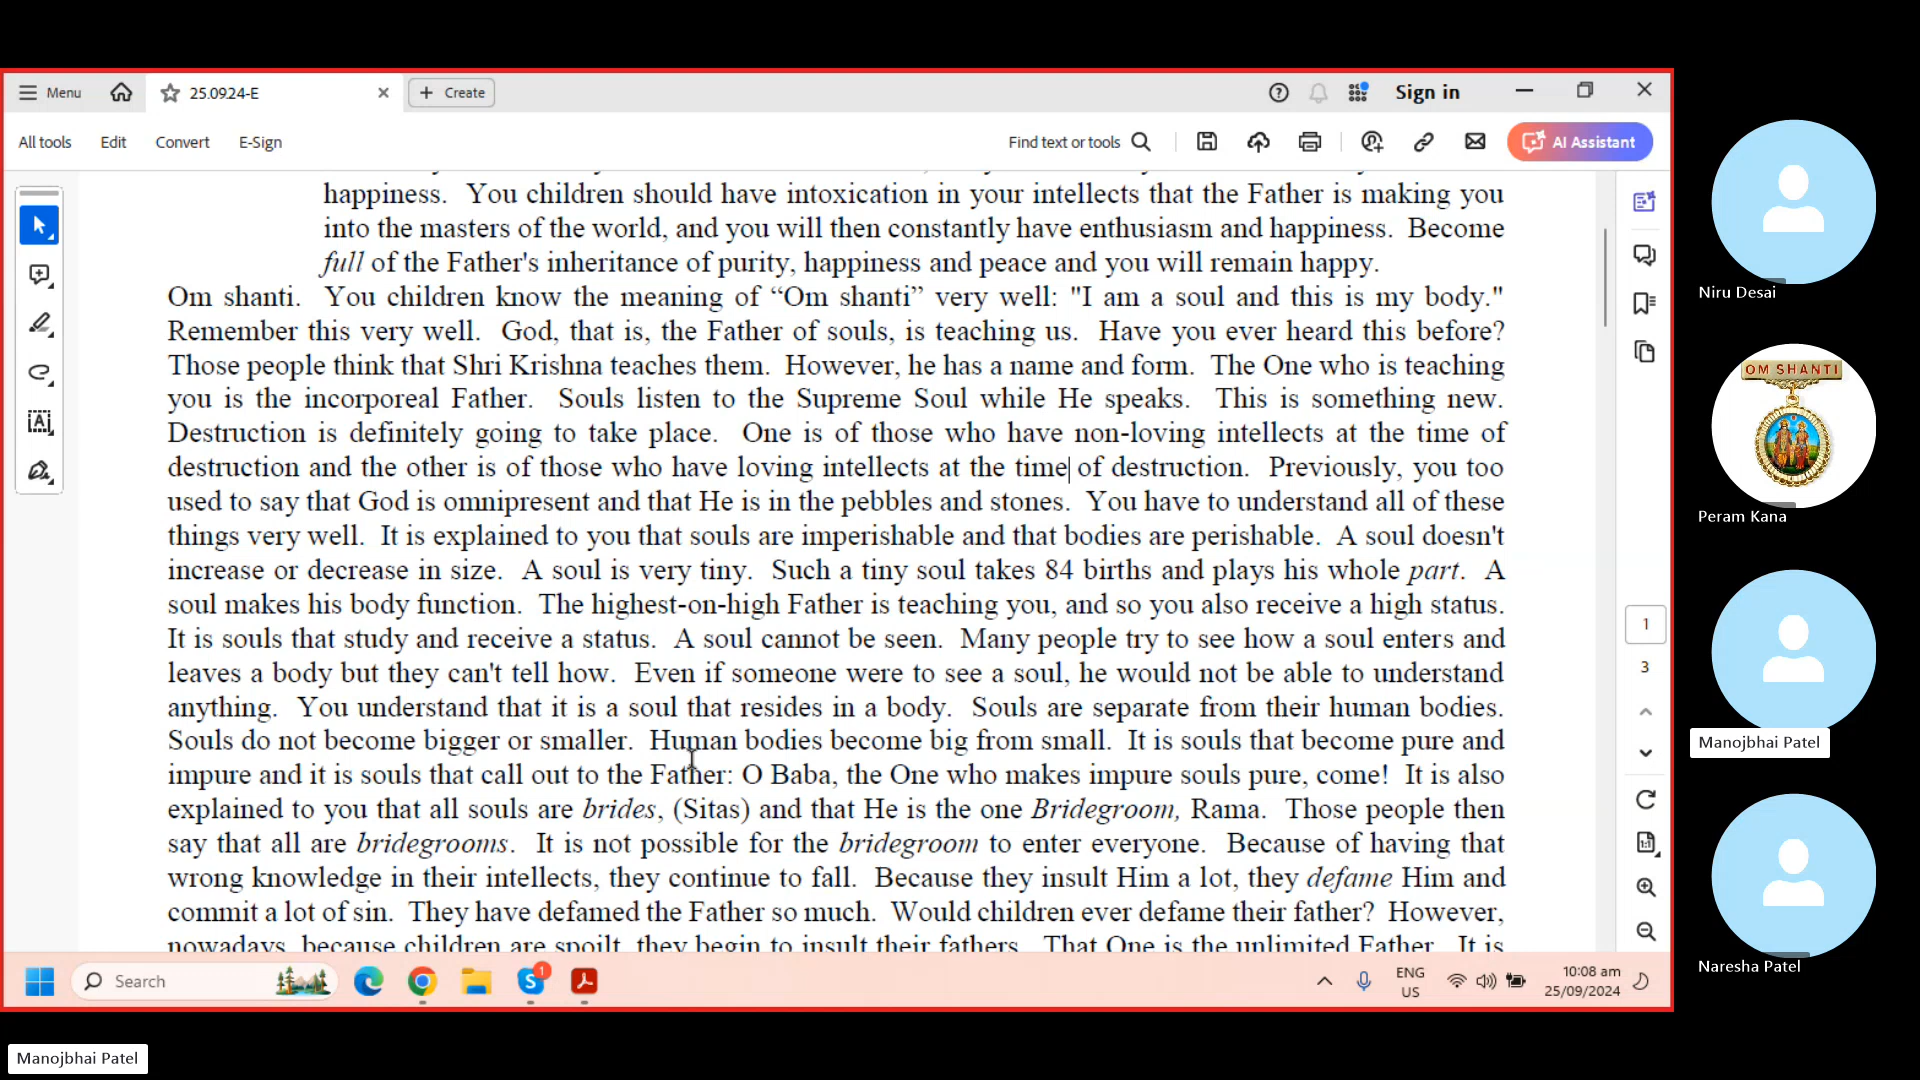 Menu
25.09.24-E
Create
Sign in
All tools
Edit
Convert
E-Sign
Find text or tools
AI Assistant
happiness. You children should have intoxication in your intellects that the Father is making you
into the masters of the world, and you will then constantly have enthusiasm and happiness. Become
full of the Father's inheritance of purity, happiness and peace and you will remain happy.
Om shanti. You children know the meaning of “Om shanti” very well: "I am a soul and this is my body."
Remember this very well. God, that is, the Father of souls, is teaching us. Have you ever heard this before?
Those people think that Shri Krishna teaches them. However, he has a name and form. The One who is teaching
you is the incorporeal Father. Souls listen to the Supreme Soul while He speaks. This is something new.
Destruction is definitely going to take place. One is of those who have non-loving intellects at the time of
destruction and the other is of those who have loving intellects at the time of destruction. Previously, you too
used to say that God is omnipresent and that He is in the pebbles and stones. You have to understand all of these
things very well. It is explained to you that souls are imperishable and that bodies are perishable. A soul doesn't
increase or decrease in size. A soul is very tiny. Such a tiny soul takes 84 births and plays his whole part. A
soul makes his body function. The highest-on-high Father is teaching you, and so you also receive a high status.
It is souls that study and receive a status. A soul cannot be seen. Many people try to see how a soul enters and
leaves a body but they can't tell how. Even if someone were to see a soul, he would not be able to understand
anything. You understand that it is a soul that resides in a body. Souls are separate from their human bodies.
Souls do not become bigger or smaller. Human bodies become big from small. It is souls that become pure and
impure and it is souls that call out to the Father: O Baba, the One who makes impure souls pure, come! It is also
explained to you that all souls are brides, (Sitas) and that He is the one Bridegroom, Rama. Those people then
say that all are bridegrooms. It is not possible for the bridegroom to enter everyone. Because of having that
wrong knowledge in their intellects, they continue to fall. Because they insult Him a lot, they defame Him and
commit a lot of sin. They have defamed the Father so much. Would children ever defame their father? However,
nowadays, because children are spoilt, they begin to insult their fathers. That One is the unlimited Father. It is
1
3
1:1
Search
1
ENG
US
10:08 am
25/09/2024
Niru Desai
OM SHANTI
Peram Kana
Manojbhai Patel
Naresha Patel
Manojbhai Patel